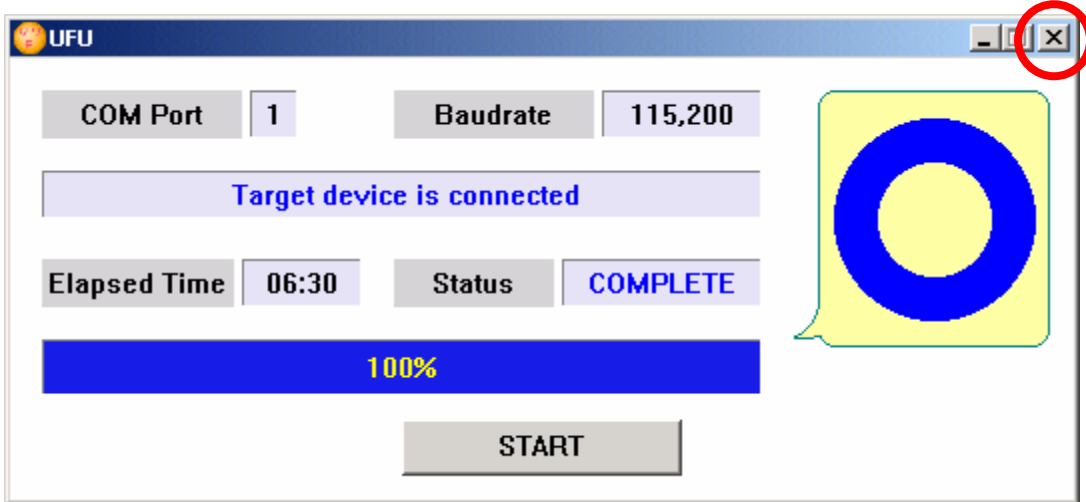 UFU
COM Port 1 Baudrate 115,200
Target device is connected
Elapsed Time 06:30 Status COMPLETE
100%
START